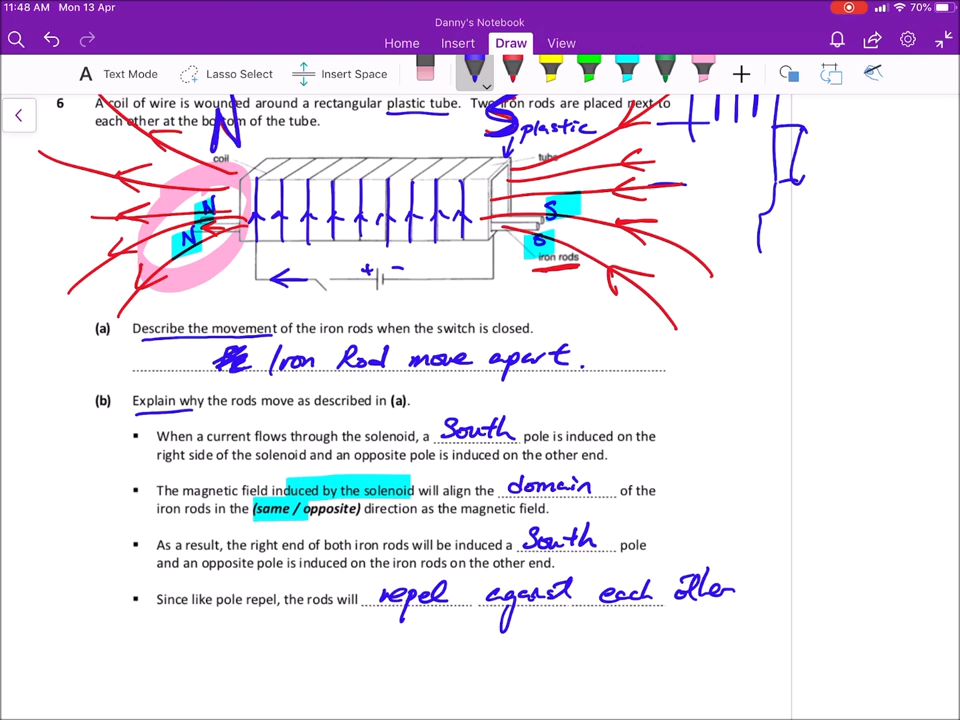 11:48 AM Mon 13 Apr
70%
Danny's Notebook
Home Insert Draw View
A Text Mode Lasso Select Insert Space
6 A coil of wire is wounded around a rectangular plastic tube. Two iron rods are placed next to
each other at the bottom of the tube.
N S plastic
coil tube
N S
N S
iron rods
+ -
(a) Describe the movement of the iron rods when the switch is closed.
Iron Rod move apart.
(b) Explain why the rods move as described in (a).
▪ When a current flows through the solenoid, a South pole is induced on the
right side of the solenoid and an opposite pole is induced on the other end.
▪ The magnetic field induced by the solenoid will align the domain of the
iron rods in the (same / opposite) direction as the magnetic field.
▪ As a result, the right end of both iron rods will be induced a South pole
and an opposite pole is induced on the iron rods on the other end.
▪ Since like pole repel, the rods will repel against each other